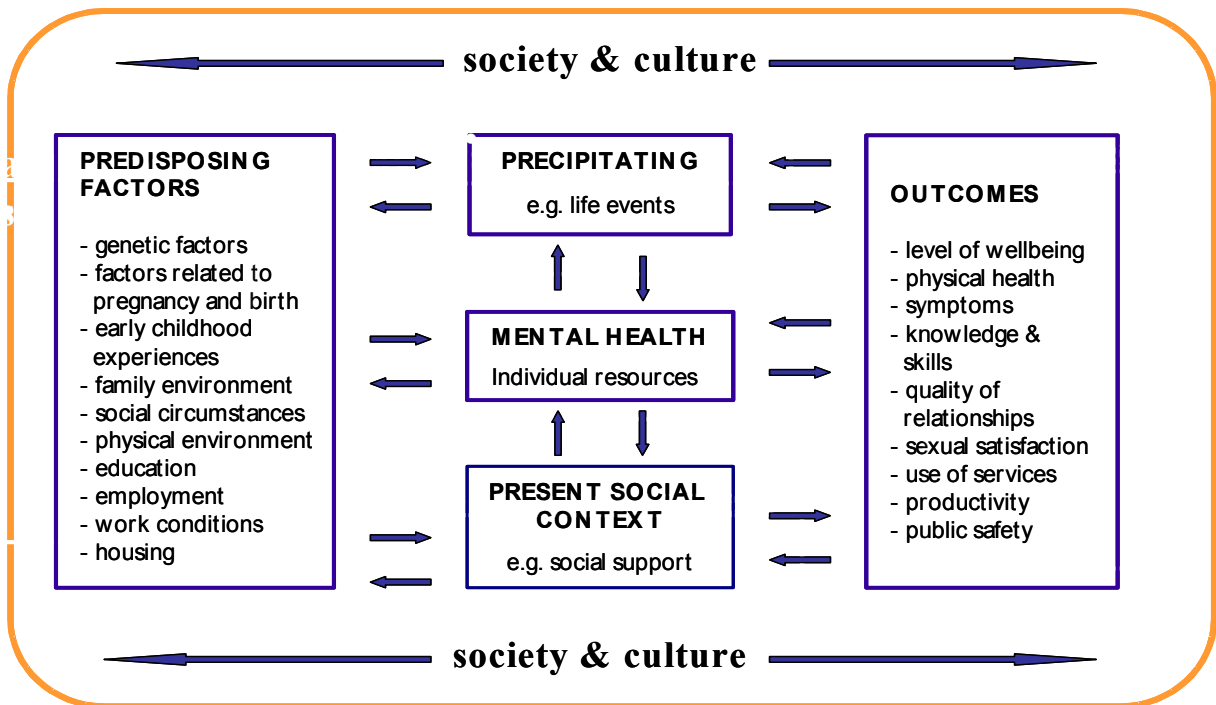 society & culture
PREDISPOSING
FACTORS
- genetic factors
- factors related to
pregnancy and birth
- early childhood
experiences
- family environment
- social circumstances
- physical environment
- education
- employment
- work conditions
- housing
PRECIPITATING
e.g. life events
MENTAL HEALTH
Individual resources
PRESENT SOCIAL
CONTEXT
e.g. social support
OUTCOMES
- level of wellbeing
- physical health
- symptoms
- knowledge &
skills
- quality of
relationships
- sexual satisfaction
- use of services
- productivity
- public safety
society & culture